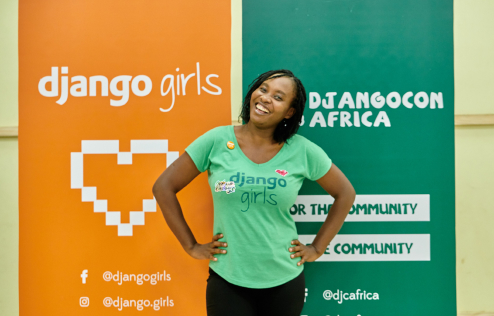 django girls
@djangogirls
@django.girls
DJANGOCON
AFRICA
OR THE COMMUNITY
E COMMUNITY
@djcafrica
django
girls